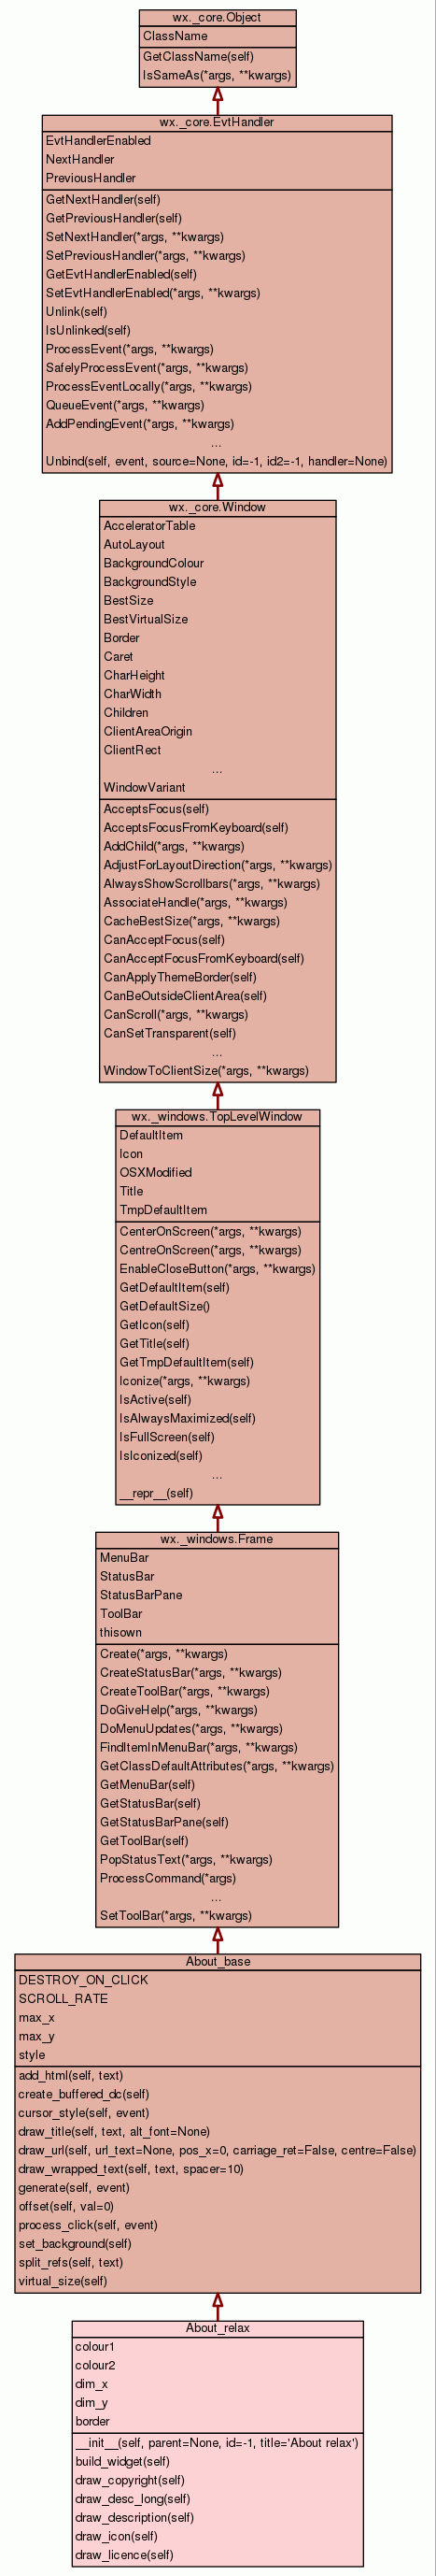 wx._core.Object
ClassName
GetClassName(self)
IsSameAs(*args, **kwargs)
wx._core.EvtHandler
EvtHandlerEnabled
NextHandler
PreviousHandler
GetNextHandler(self)
GetPreviousHandler(self)
SetNextHandler(*args, **kwargs)
SetPreviousHandler(*args, **kwargs)
GetEvtHandlerEnabled(self)
SetEvtHandlerEnabled(*args, **kwargs)
Unlink(self)
IsUnlinked(self)
ProcessEvent(*args, **kwargs)
SafelyProcessEvent(*args, **kwargs)
ProcessEventLocally(*args, **kwargs)
QueueEvent(*args, **kwargs)
AddPendingEvent(*args, **kwargs)
...
Unbind(self, event, source=None, id=-1, id2=-1, handler=None)
wx._core.Window
AcceleratorTable
AutoLayout
BackgroundColour
BackgroundStyle
BestSize
BestVirtualSize
Border
Caret
CharHeight
CharWidth
Children
ClientAreaOrigin
ClientRect
...
WindowVariant
AcceptsFocus(self)
AcceptsFocusFromKeyboard(self)
AddChild(*args, **kwargs)
AdjustForLayoutDirection(*args, **kwargs)
AlwaysShowScrollbars(*args, **kwargs)
AssociateHandle(*args, **kwargs)
CacheBestSize(*args, **kwargs)
CanAcceptFocus(self)
CanAcceptFocusFromKeyboard(self)
CanApplyThemeBorder(self)
CanBeOutsideClientArea(self)
CanScroll(*args, **kwargs)
CanSetTransparent(self)
...
WindowToClientSize(*args, **kwargs)
wx._windows.TopLevelWindow
DefaultItem
Icon
OSXModified
Title
TmpDefaultItem
CenterOnScreen(*args, **kwargs)
CentreOnScreen(*args, **kwargs)
EnableCloseButton(*args, **kwargs)
GetDefaultItem(self)
GetDefaultSize()
GetIcon(self)
GetTitle(self)
GetTmpDefaultItem(self)
Iconize(*args, **kwargs)
IsActive(self)
IsAlwaysMaximized(self)
IsFullScreen(self)
IsIconized(self)
...
__repr__(self)
wx._windows.Frame
MenuBar
StatusBar
StatusBarPane
ToolBar
thisown
Create(*args, **kwargs)
CreateStatusBar(*args, **kwargs)
CreateToolBar(*args, **kwargs)
DoGiveHelp(*args, **kwargs)
DoMenuUpdates(*args, **kwargs)
FindItemInMenuBar(*args, **kwargs)
GetClassDefaultAttributes(*args, **kwargs)
GetMenuBar(self)
GetStatusBar(self)
GetStatusBarPane(self)
GetToolBar(self)
PopStatusText(*args, **kwargs)
ProcessCommand(*args)
...
SetToolBar(*args, **kwargs)
About_base
DESTROY_ON_CLICK
SCROLL_RATE
max_x
max_y
style
add_html(self, text)
create_buffered_dc(self)
cursor_style(self, event)
draw_title(self, text, alt_font=None)
draw_url(self, url_text=None, pos_x=0, carriage_ret=False, centre=False)
draw_wrapped_text(self, text, spacer=10)
generate(self, event)
offset(self, val=0)
process_click(self, event)
set_background(self)
split_refs(self, text)
virtual_size(self)
About_relax
colour1
colour2
dim_x
dim_y
border
__init__(self, parent=None, id=-1, title='About relax')
build_widget(self)
draw_copyright(self)
draw_desc_long(self)
draw_description(self)
draw_icon(self)
draw_licence(self)